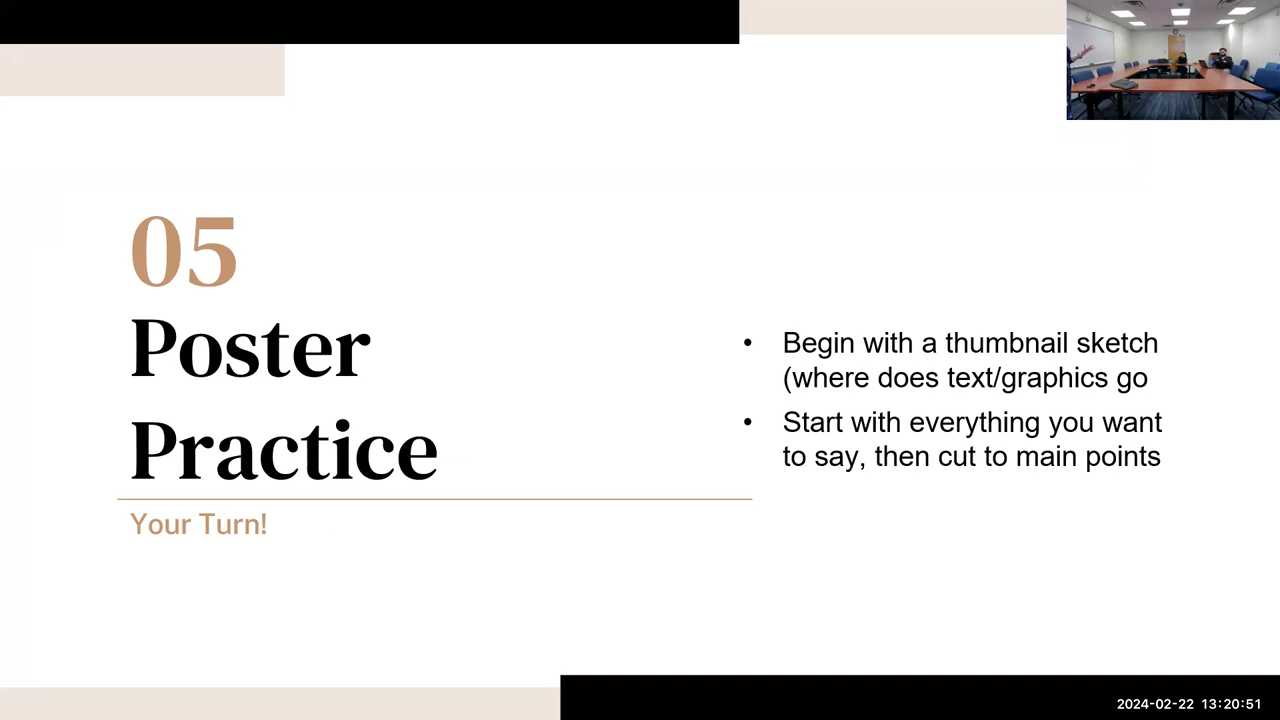 05
Poster
Practice
Your Turn!
• Begin with a thumbnail sketch
(where does text/graphics go
• Start with everything you want
to say, then cut to main points
2024-02-22 13:20:51